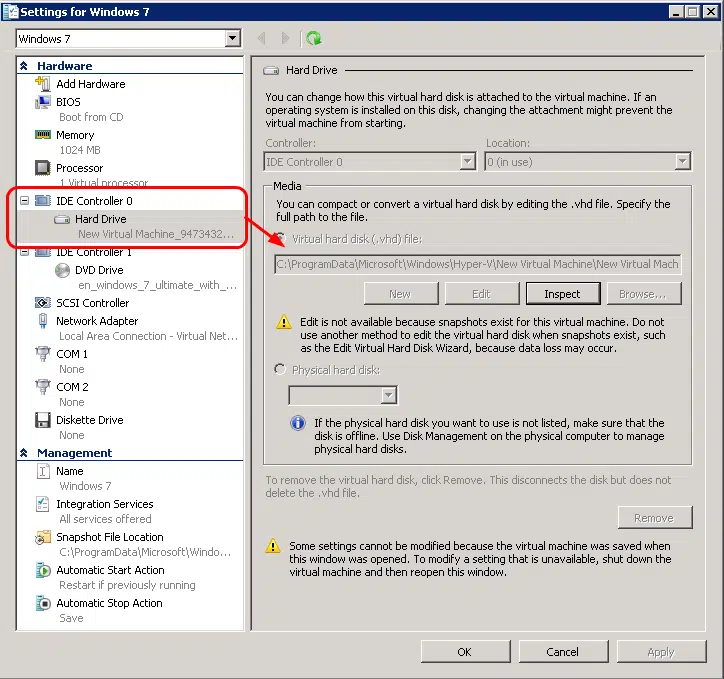 Settings for Windows 7
Windows 7
Hardware
Add Hardware
BIOS
Boot from CD
Memory
1024 MB
Processor
1 Virtual processor
IDE Controller 0
Hard Drive
New Virtual Machine_9473432...
IDE Controller 1
DVD Drive
en_windows_7_ultimate_with_...
SCSI Controller
Network Adapter
Local Area Connection - Virtual Net...
COM 1
None
COM 2
None
Diskette Drive
None
Management
Name
Windows 7
Integration Services
All services offered
Snapshot File Location
C:\ProgramData\Microsoft\Windo...
Automatic Start Action
Restart if previously running
Automatic Stop Action
Save
Hard Drive
You can change how this virtual hard disk is attached to the virtual machine. If an
operating system is installed on this disk, changing the attachment might prevent the
virtual machine from starting.
Controller:
Location:
IDE Controller 0
0 (in use)
Media
You can compact or convert a virtual hard disk by editing the .vhd file. Specify the
full path to the file.
Virtual hard disk (.vhd) file:
C:\ProgramData\Microsoft\Windows\Hyper-V\New Virtual Machine\New Virtual Mach
New
Edit
Inspect
Browse...
Edit is not available because snapshots exist for this virtual machine. Do not
use another method to edit the virtual hard disk when snapshots exist, such
as the Edit Virtual Hard Disk Wizard, because data loss may occur.
Physical hard disk:
If the physical hard disk you want to use is not listed, make sure that the
disk is offline. Use Disk Management on the physical computer to manage
physical hard disks.
To remove the virtual hard disk, click Remove. This disconnects the disk but does not
delete the .vhd file.
Remove
Some settings cannot be modified because the virtual machine was saved when
this window was opened. To modify a setting that is unavailable, shut down the
virtual machine and then reopen this window.
OK
Cancel
Apply